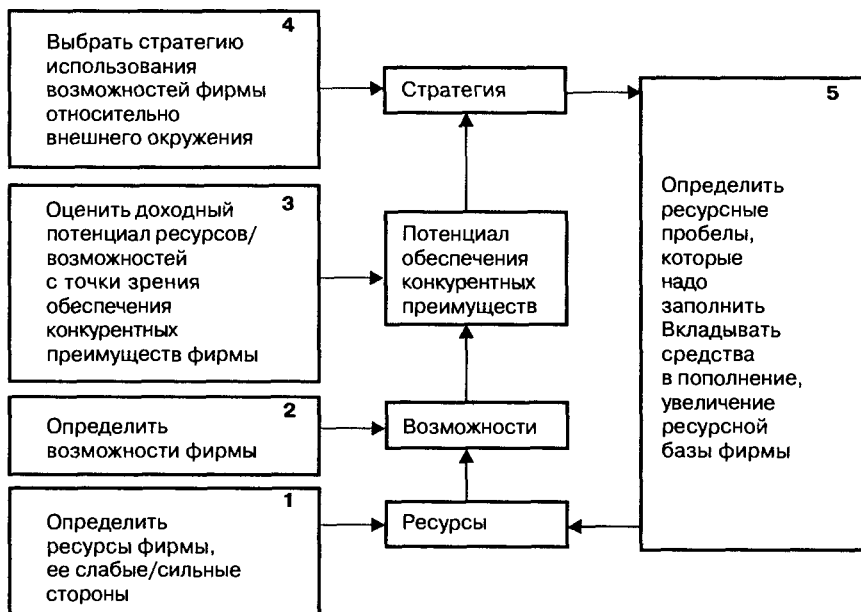 4
Выбрать стратегию
использования
возможностей фирмы
относительно
внешнего окружения
Стратегия
3
Оценить доходный
потенциал ресурсов/
возможностей
с точки зрения
обеспечения
конкурентных
преимуществ фирмы
Потенциал
обеспечения
конкурентных
преимуществ
2
Определить
возможности фирмы
Возможности
1
Определить
ресурсы фирмы,
ее слабые/сильные
стороны
Ресурсы
5
Определить
ресурсные
пробелы,
которые
надо
заполнить
Вкладывать
средства
в пополнение,
увеличение
ресурсной
базы фирмы